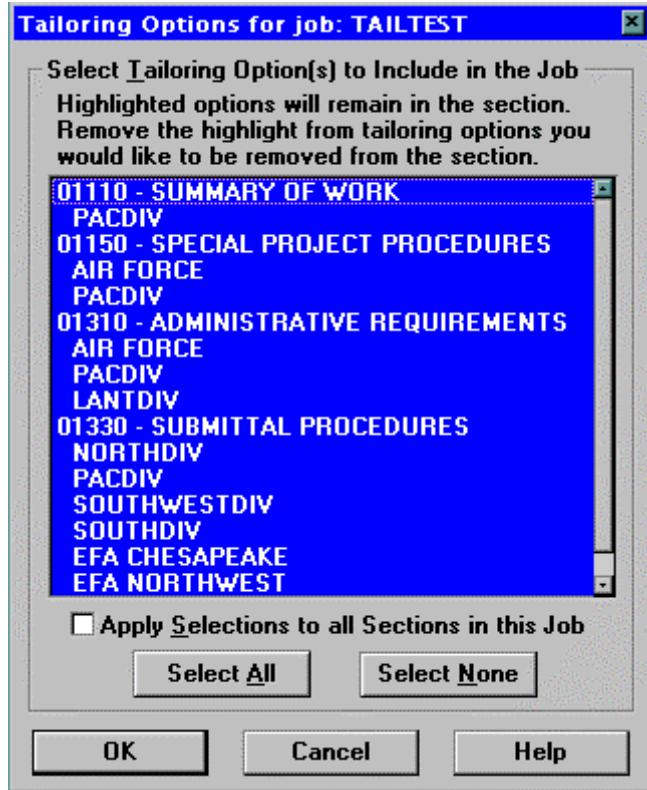 Tailoring Options for job: TAILTEST
Select Tailoring Option(s) to Include in the Job
Highlighted options will remain in the section.
Remove the highlight from tailoring options you
would like to be removed from the section.
01110 - SUMMARY OF WORK
PACDIV
01150 - SPECIAL PROJECT PROCEDURES
AIR FORCE
PACDIV
01310 - ADMINISTRATIVE REQUIREMENTS
AIR FORCE
PACDIV
LANTDIV
01330 - SUBMITTAL PROCEDURES
NORTHDIV
PACDIV
SOUTHWESTDIV
SOUTHDIV
EFA CHESAPEAKE
EFA NORTHWEST
Apply Selections to all Sections in this Job
Select All Select None
OK Cancel Help